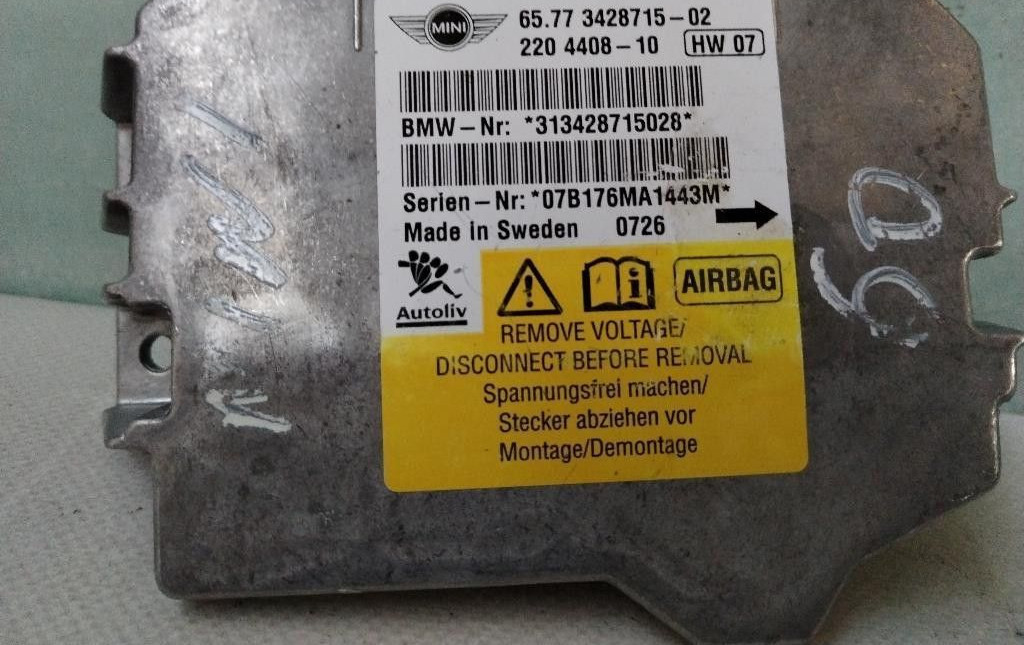 MINI
65.77 3428715-02
220 4408-10 HW 07
BMW-Nr: *313428715028*
Serien-Nr: *07B176MA1443M*
Made in Sweden 0726
Autoliv
AIRBAG
REMOVE VOLTAGE/
DISCONNECT BEFORE REMOVAL
Spannungsfrei machen/
Stecker abziehen vor
Montage/Demontage